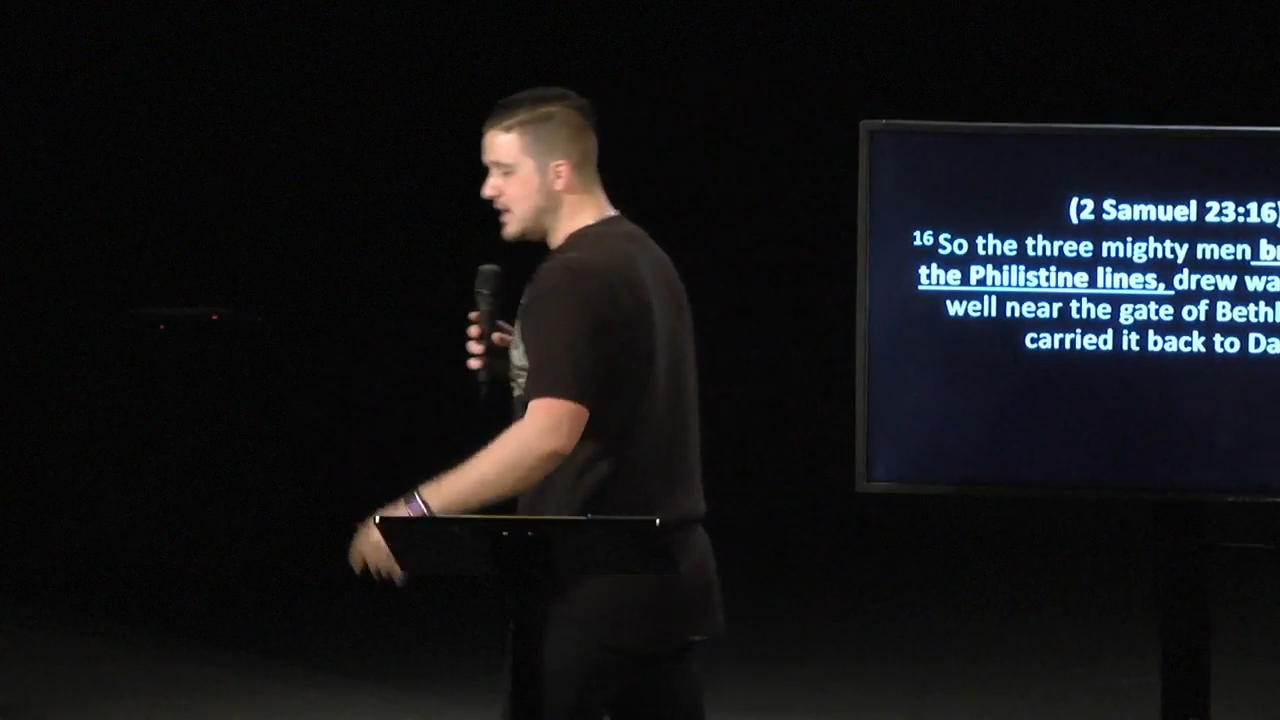 (2 Samuel 23:16)
16 So the three mighty men
the Philistine lines, drew
well near the gate of
carried it back to